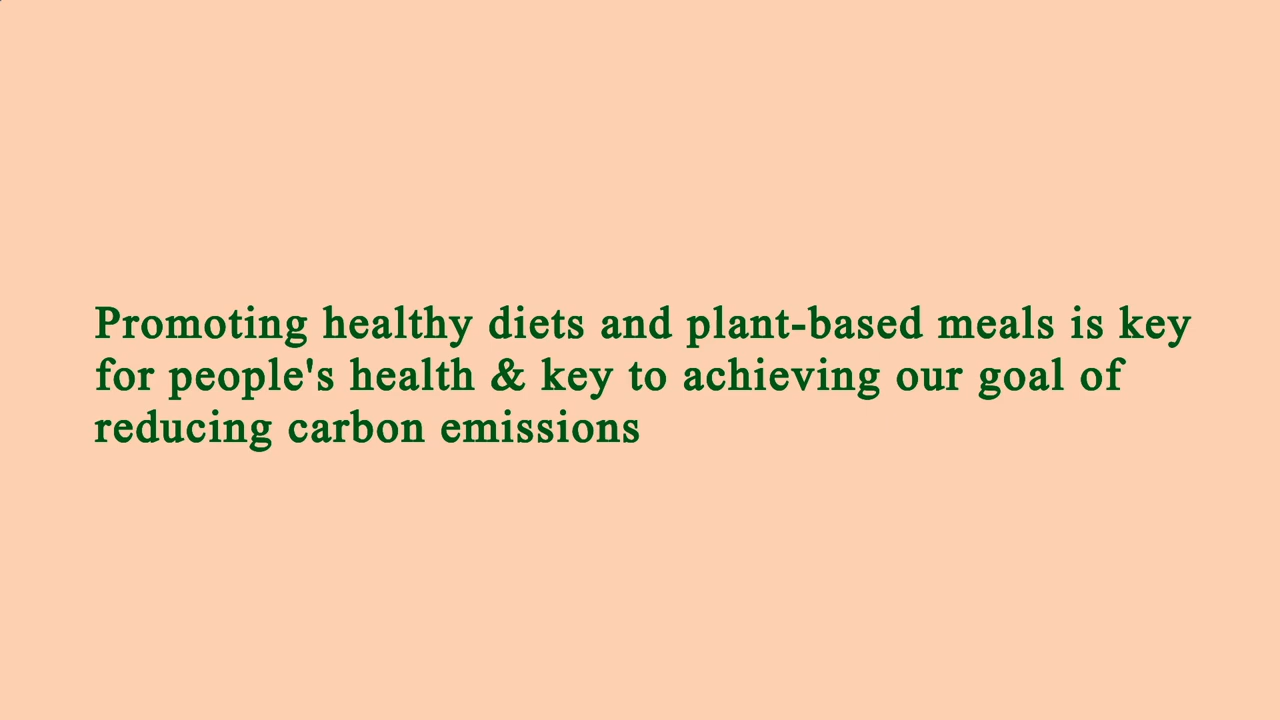 Promoting healthy diets and plant-based meals is key
for people's health & key to achieving our goal of
reducing carbon emissions